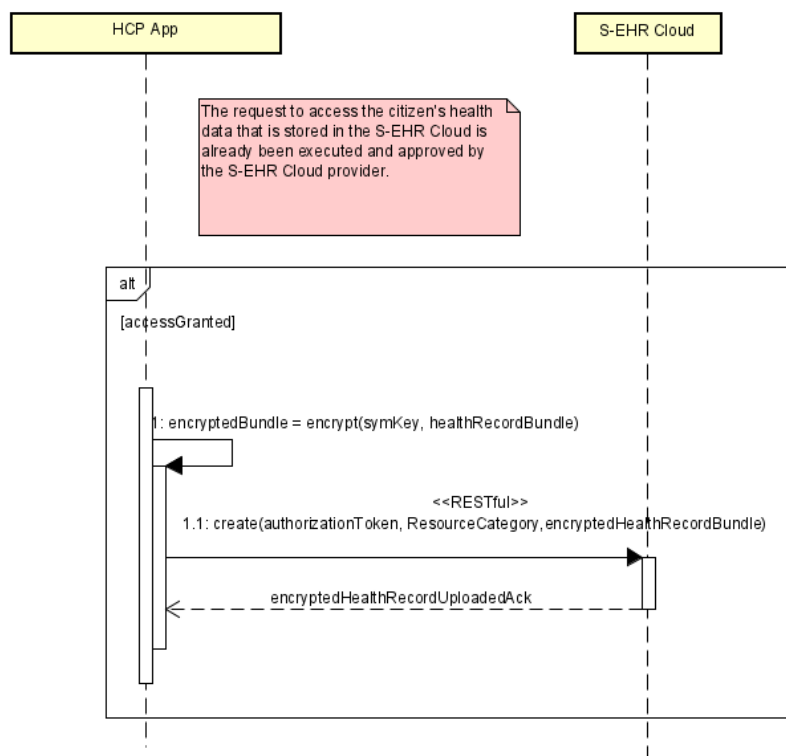 HCP App
S-EHR Cloud
The request to access the citizen's health
data that is stored in the S-EHR Cloud is
already been executed and approved by
the S-EHR Cloud provider.
alt
[accessGranted]
1: encryptedBundle = encrypt(symKey, healthRecordBundle)
<<RESTful>>
1.1: create(authorizationToken, ResourceCategory,encryptedHealthRecordBundle)
encryptedHealthRecordUploadedAck